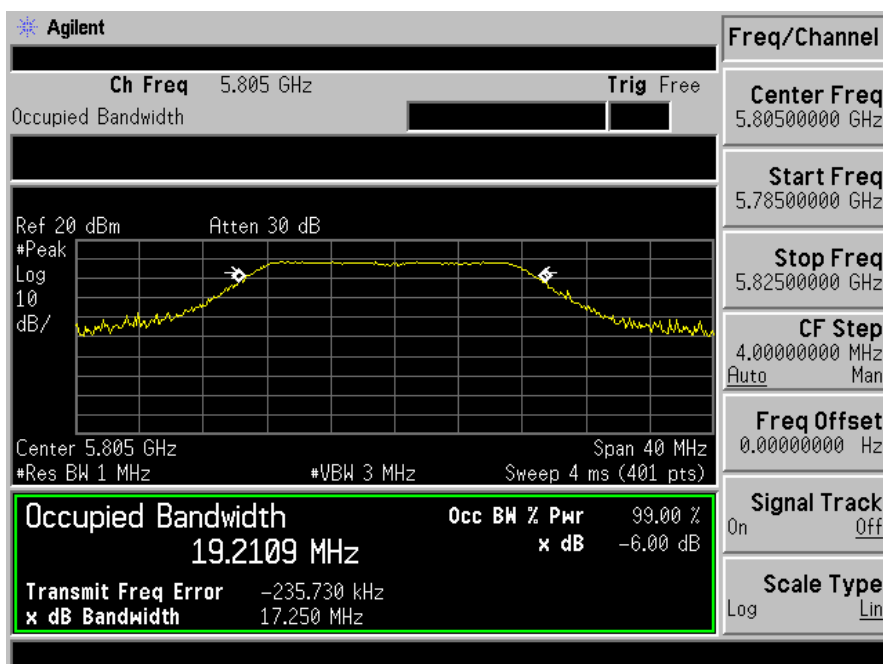 Agilent
Freq/Channel
Ch Freq 5.805 GHz Trig Free
Occupied Bandwidth
Center Freq
5.80500000 GHz
Start Freq
5.78500000 GHz
Stop Freq
5.82500000 GHz
CF Step
4.00000000 MHz
Auto Man
Freq Offset
0.00000000 Hz
Signal Track
On Off
Scale Type
Log Lin
Ref 20 dBm Atten 30 dB
#Peak
Log
10
dB/
Center 5.805 GHz Span 40 MHz
#Res BW 1 MHz #VBW 3 MHz Sweep 4 ms (401 pts)
Occupied Bandwidth
19.2109 MHz
Occ BW % Pwr 99.00 %
x dB -6.00 dB
Transmit Freq Error -235.730 kHz
x dB Bandwidth 17.250 MHz